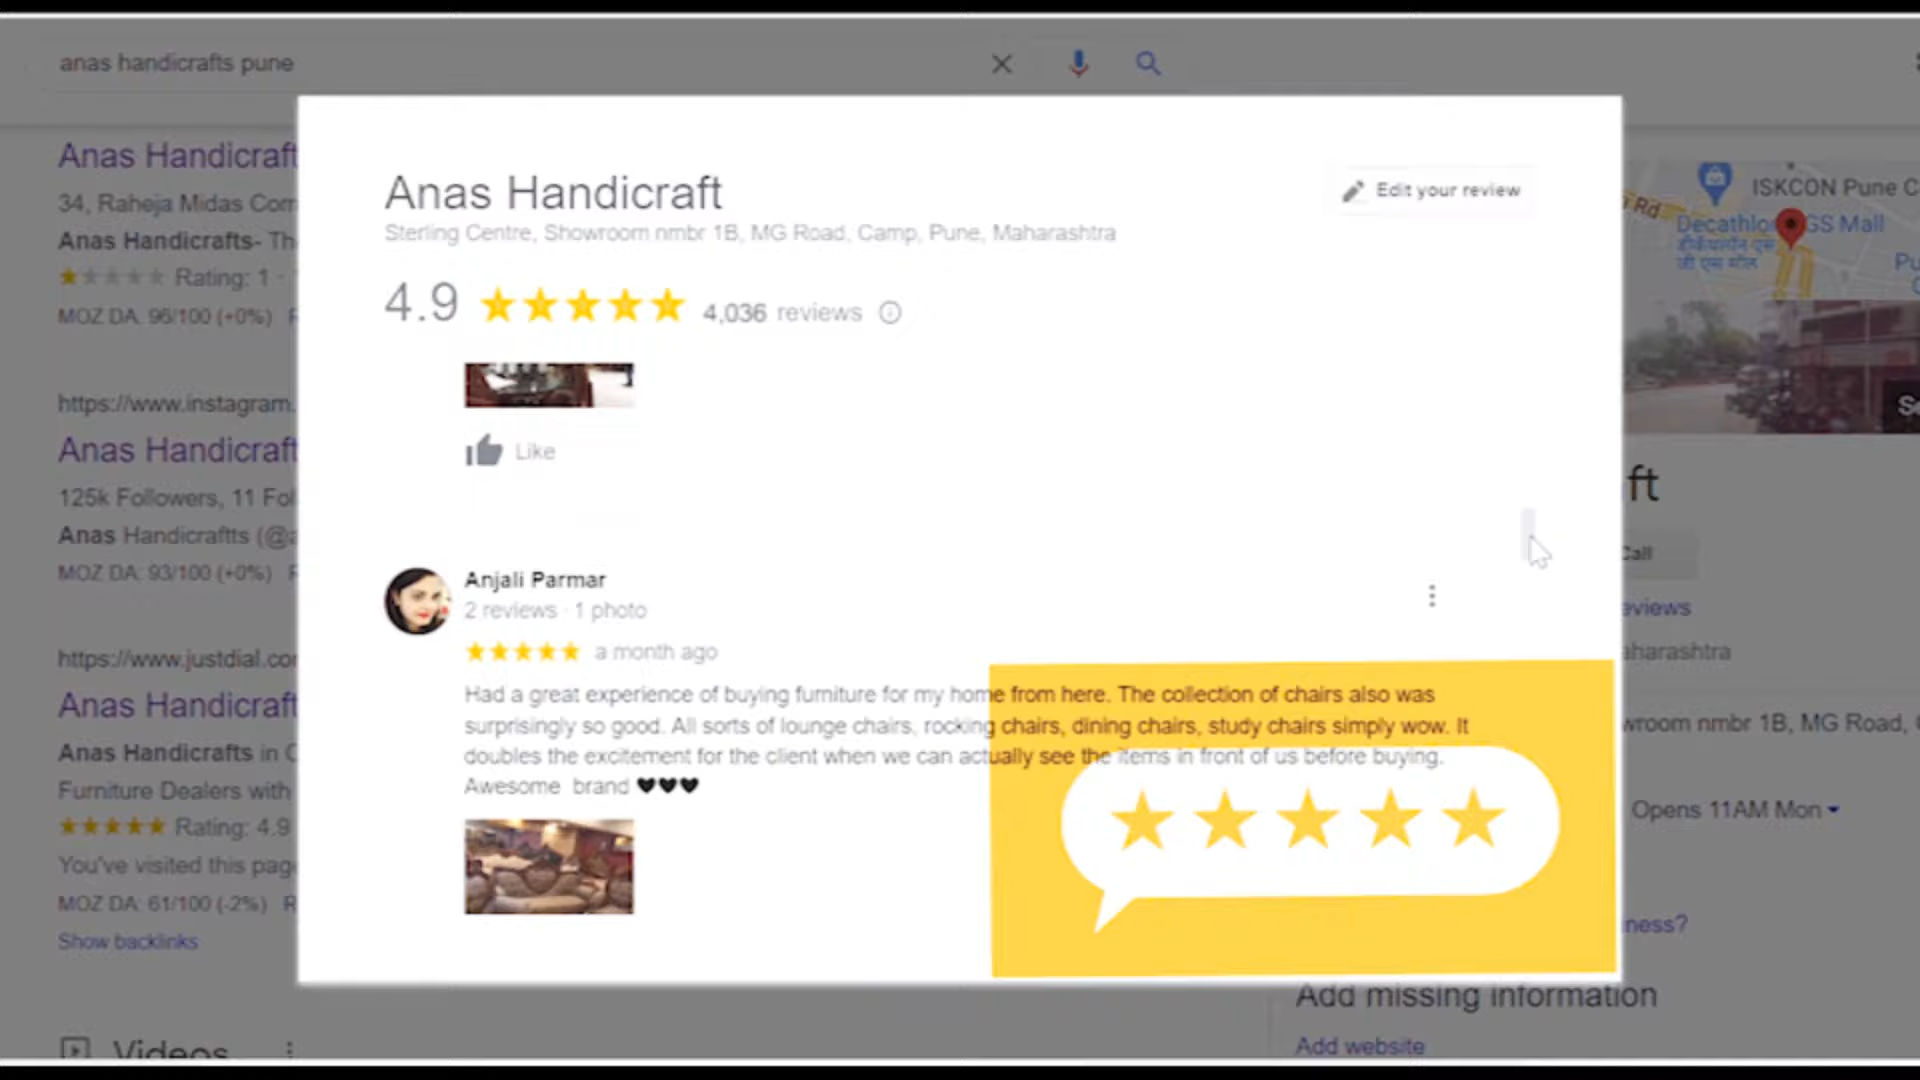 anas handicrafts pune
Anas Handicraft
34, Raheja Midas Com
Anas Handicrafts- Th
Rating: 1 ·
MOZ DA: 96/100 (+0%)
https://www.instagram.
Anas Handicraft
125k Followers, 11 Fol
Anas Handicraftts (@a
MOZ DA: 93/100 (+0%)
https://www.justdial.co
Anas Handicraft
Anas Handicrafts in C
Furniture Dealers with
Rating: 4.9
You've visited this pag
MOZ DA: 61/100 (-2%) R
Show backlinks
Videos
Anas Handicraft
Edit your review
Sterling Centre, Showroom nmbr 1B, MG Road, Camp, Pune, Maharashtra
4.9 4,036 reviews
Like
Anjali Parmar
2 reviews · 1 photo
a month ago
Had a great experience of buying furniture for my home from here. The collection of chairs also was
surprisingly so good. All sorts of lounge chairs, rocking chairs, dining chairs, study chairs simply wow. It
doubles the excitement for the client when we can actually see the items in front of us before buying.
Awesome brand 🖤🖤🖤
ISKCON Pune C
Rd
Decathlon GS Mall
Pu
ft
Call
eviews
aharashtra
wroom nmbr 1B, MG Road,
Opens 11AM Mon
ness?
Add missing information
Add website